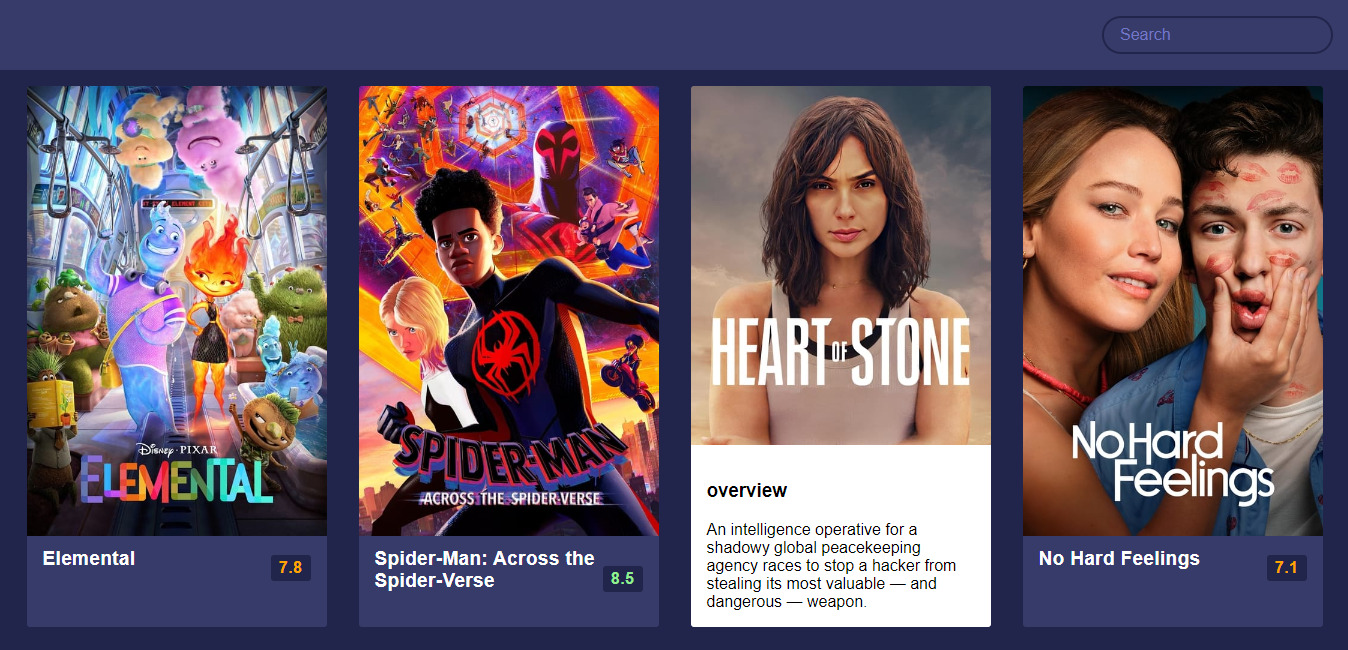 Search
Disney · PIXAR
ELEMENTAL
Elemental
7.8
SPIDER-MAN
ACROSS THE SPIDER-VERSE
Spider-Man: Across the
Spider-Verse
8.5
HEART OF STONE
overview
An intelligence operative for a
shadowy global peacekeeping
agency races to stop a hacker from
stealing its most valuable — and
dangerous — weapon.
No Hard
Feelings
No Hard Feelings
7.1